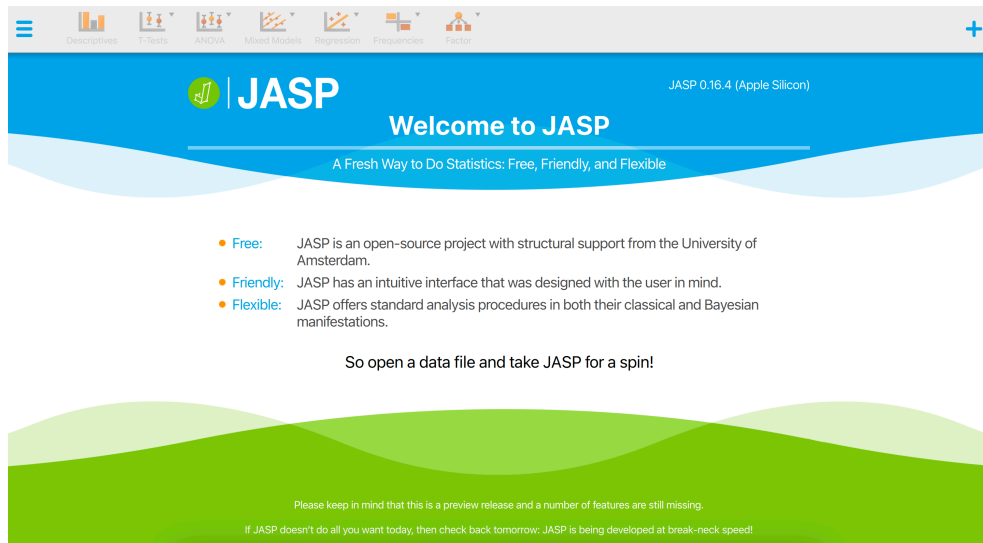 Descriptives T-Tests ANOVA Mixed Models Regression Frequencies Factor
JASP
JASP 0.16.4 (Apple Silicon)
Welcome to JASP
A Fresh Way to Do Statistics: Free, Friendly, and Flexible
Free: JASP is an open-source project with structural support from the University of
Amsterdam.
Friendly: JASP has an intuitive interface that was designed with the user in mind.
Flexible: JASP offers standard analysis procedures in both their classical and Bayesian
manifestations.
So open a data file and take JASP for a spin!
Please keep in mind that this is a preview release and a number of features are still missing.
If JASP doesn't do all you want today, then check back tomorrow: JASP is being developed at break-neck speed!